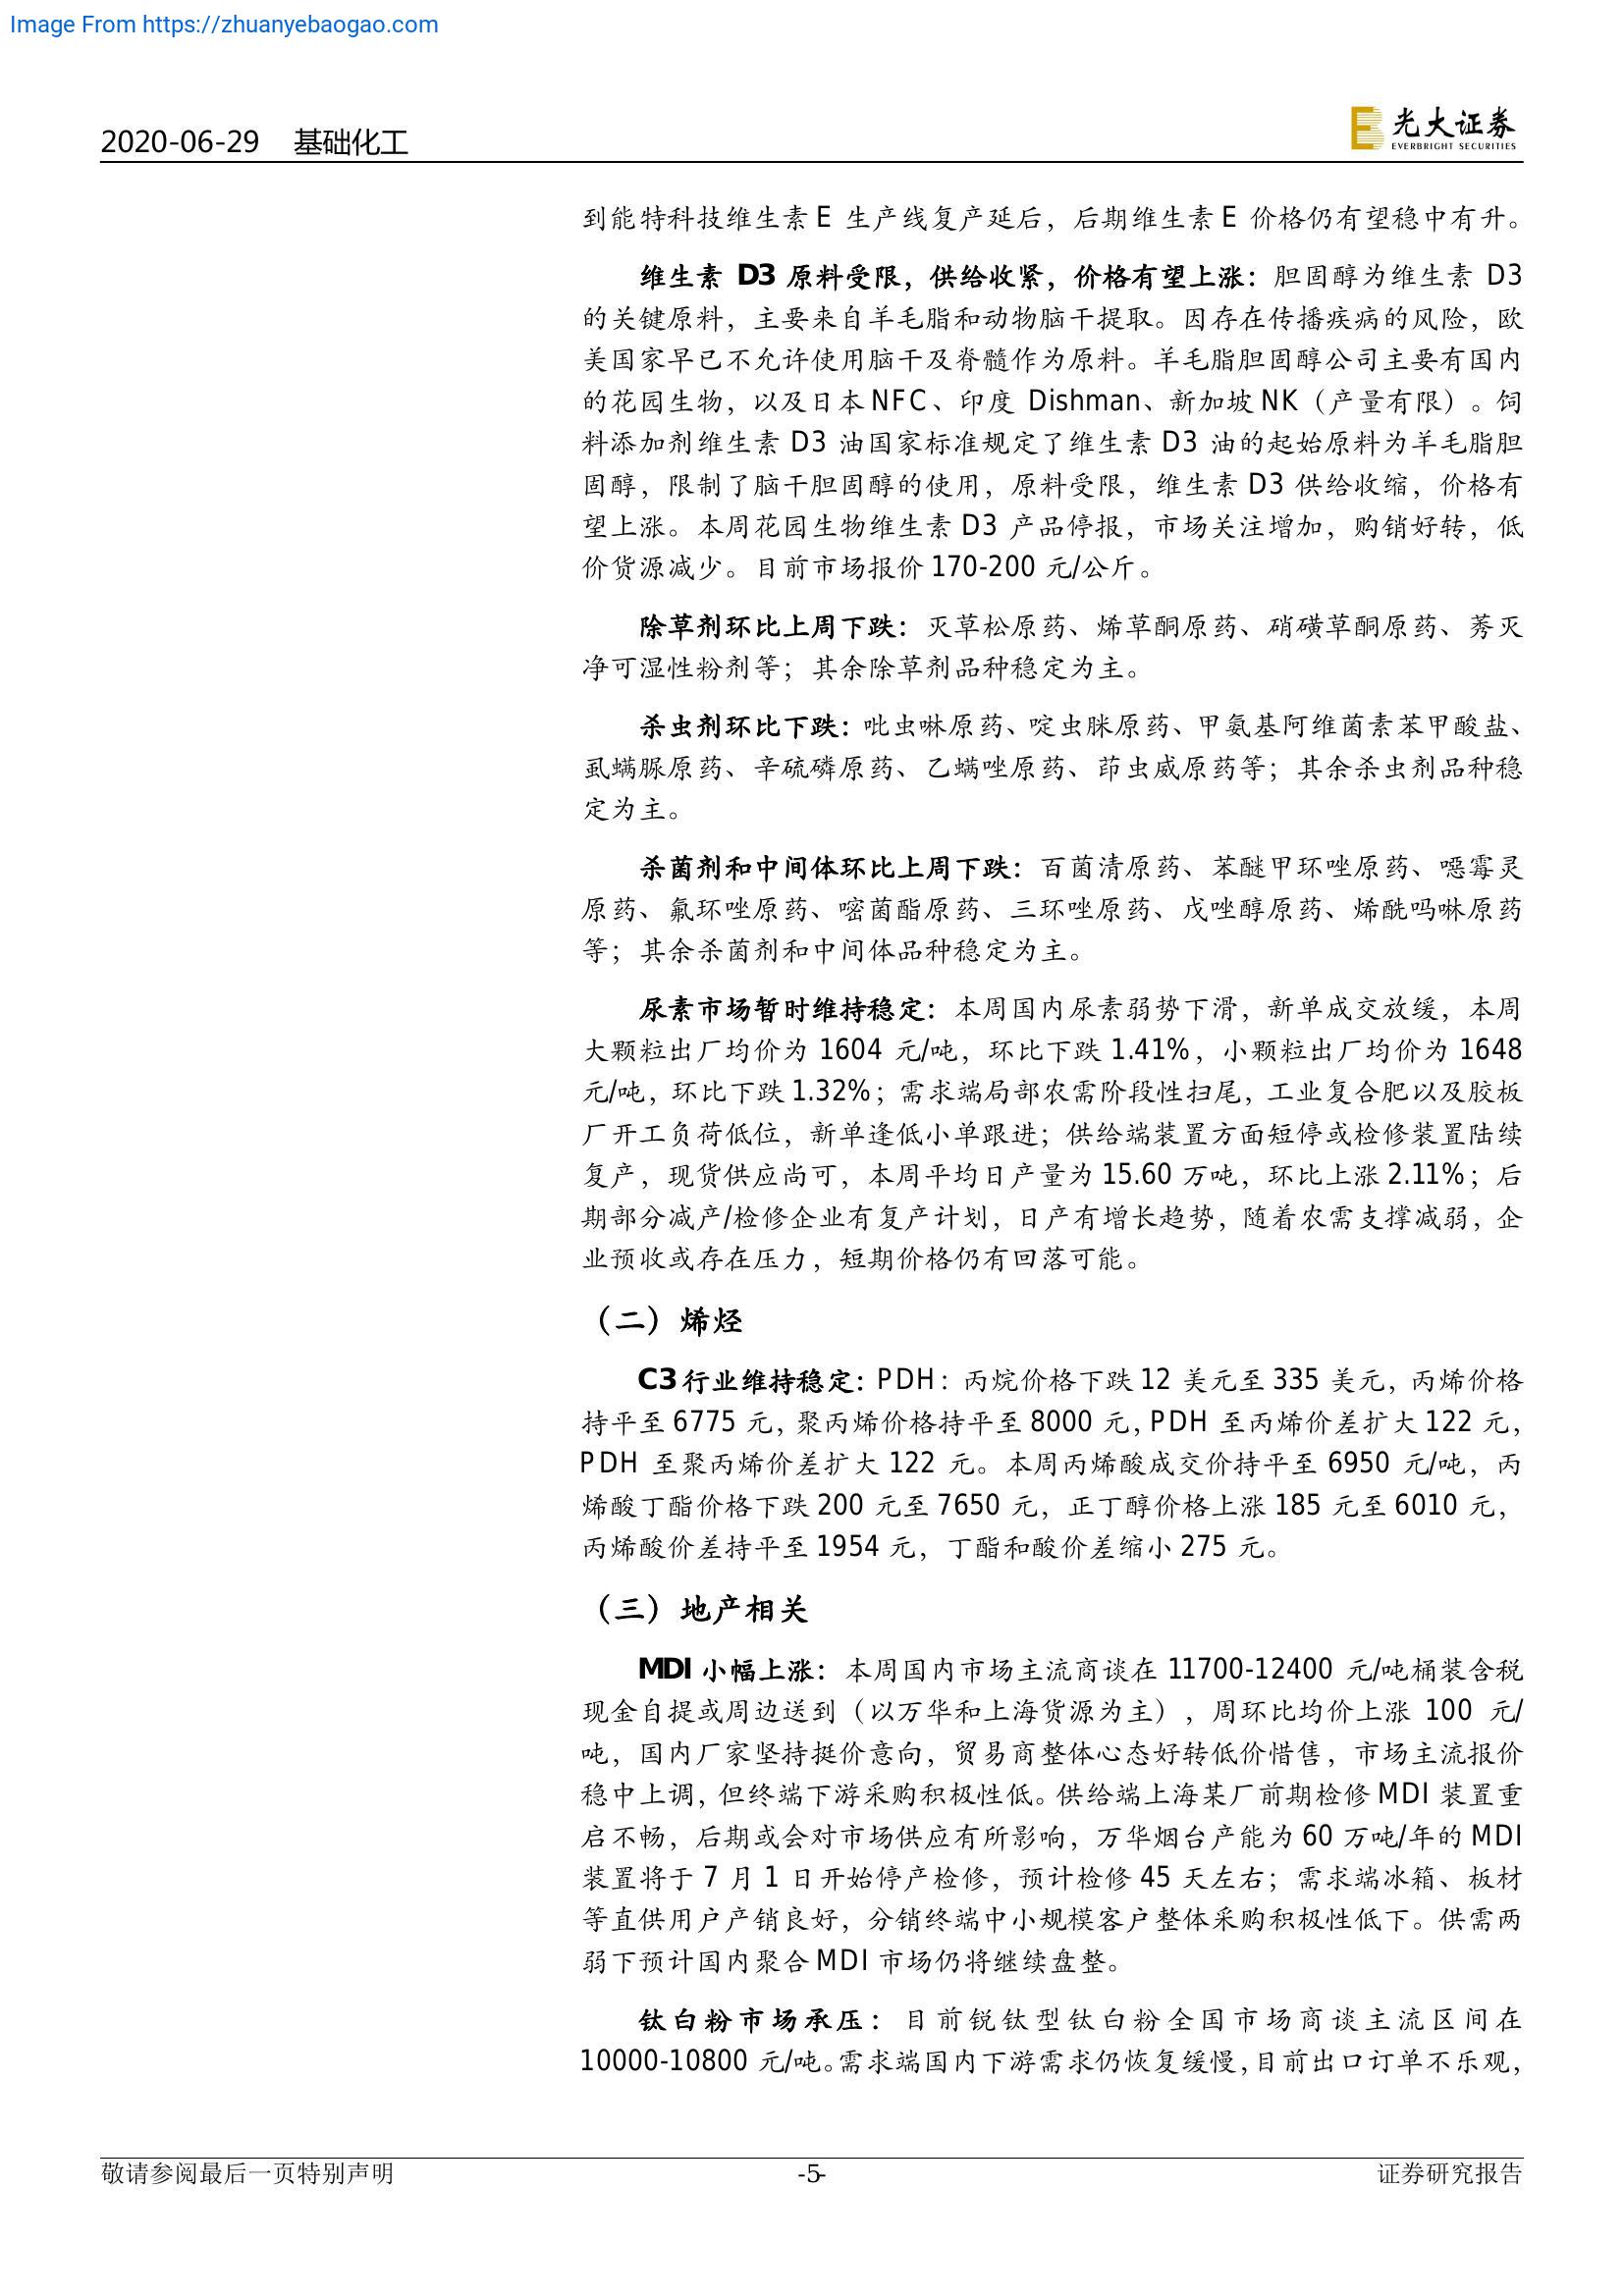 Image From https://zhuanyebaogao.com
2020-06-29 基础化工
光大证券
EVERBRIGHT SECURITIES
到能特科技维生素 E 生产线复产延后，后期维生素 E 价格仍有望稳中有升。
维生素 D3 原料受限，供给收紧，价格有望上涨：胆固醇为维生素 D3
的关键原料，主要来自羊毛脂和动物脑干提取。因存在传播疾病的风险，欧
美国家早已不允许使用脑干及脊髓作为原料。羊毛脂胆固醇公司主要有国内
的花园生物，以及日本 NFC、印度 Dishman、新加坡 NK（产量有限）。饲
料添加剂维生素 D3 油国家标准规定了维生素 D3 油的起始原料为羊毛脂胆
固醇，限制了脑干胆固醇的使用，原料受限，维生素 D3 供给收缩，价格有
望上涨。本周花园生物维生素 D3 产品停报，市场关注增加，购销好转，低
价货源减少。目前市场报价 170-200 元/公斤。
除草剂环比上周下跌：灭草松原药、烯草酮原药、硝磺草酮原药、莠灭
净可湿性粉剂等；其余除草剂品种稳定为主。
杀虫剂环比下跌：吡虫啉原药、啶虫脒原药、甲氨基阿维菌素苯甲酸盐、
虱螨脲原药、辛硫磷原药、乙螨唑原药、茚虫威原药等；其余杀虫剂品种稳
定为主。
杀菌剂和中间体环比上周下跌：百菌清原药、苯醚甲环唑原药、噁霉灵
原药、氟环唑原药、嘧菌酯原药、三环唑原药、戊唑醇原药、烯酰吗啉原药
等；其余杀菌剂和中间体品种稳定为主。
尿素市场暂时维持稳定：本周国内尿素弱势下滑，新单成交放缓，本周
大颗粒出厂均价为 1604 元/吨，环比下跌 1.41%，小颗粒出厂均价为 1648
元/吨，环比下跌 1.32%；需求端局部农需阶段性扫尾，工业复合肥以及胶板
厂开工负荷低位，新单逢低小单跟进；供给端装置方面短停或检修装置陆续
复产，现货供应尚可，本周平均日产量为 15.60 万吨，环比上涨 2.11%；后
期部分减产/检修企业有复产计划，日产有增长趋势，随着农需支撑减弱，企
业预收或存在压力，短期价格仍有回落可能。
（二）烯烃
C3 行业维持稳定：PDH：丙烷价格下跌 12 美元至 335 美元，丙烯价格
持平至 6775 元，聚丙烯价格持平至 8000 元，PDH 至丙烯价差扩大 122 元，
PDH 至聚丙烯价差扩大 122 元。本周丙烯酸成交价持平至 6950 元/吨，丙
烯酸丁酯价格下跌 200 元至 7650 元，正丁醇价格上涨 185 元至 6010 元，
丙烯酸价差持平至 1954 元，丁酯和酸价差缩小 275 元。
（三）地产相关
MDI 小幅上涨：本周国内市场主流商谈在 11700-12400 元/吨桶装含税
现金自提或周边送到（以万华和上海货源为主），周环比均价上涨 100 元/
吨，国内厂家坚持挺价意向，贸易商整体心态好转低价惜售，市场主流报价
稳中上调，但终端下游采购积极性低。供给端上海某厂前期检修 MDI 装置重
启不畅，后期或会对市场供应有所影响，万华烟台产能为 60 万吨/年的 MDI
装置将于 7 月 1 日开始停产检修，预计检修 45 天左右；需求端冰箱、板材
等直供用户产销良好，分销终端中小规模客户整体采购积极性低下。供需两
弱下预计国内聚合 MDI 市场仍将继续盘整。
钛白粉市场承压：目前锐钛型钛白粉全国市场商谈主流区间在
10000-10800 元/吨。需求端国内下游需求仍恢复缓慢，目前出口订单不乐观，
敬请参阅最后一页特别声明 -5- 证券研究报告